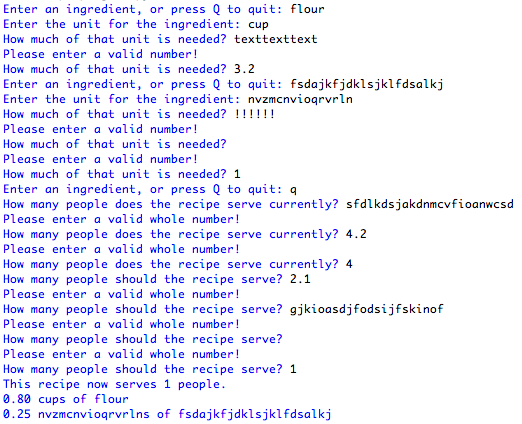 Enter an ingredient, or press Q to quit: flour
Enter the unit for the ingredient: cup
How much of that unit is needed? texttexttext
Please enter a valid number!
How much of that unit is needed? 3.2
Enter an ingredient, or press Q to quit: fsdajkfjdklsjklfdsalkj
Enter the unit for the ingredient: nvzmcnvioqrvrln
How much of that unit is needed? !!!!!!
Please enter a valid number!
How much of that unit is needed?
Please enter a valid number!
How much of that unit is needed? 1
Enter an ingredient, or press Q to quit: q
How many people does the recipe serve currently? sfdlkdsjakdnmcvfioanwcsd
Please enter a valid whole number!
How many people does the recipe serve currently? 4.2
Please enter a valid whole number!
How many people does the recipe serve currently? 4
How many people should the recipe serve? 2.1
Please enter a valid whole number!
How many people should the recipe serve? gjkioasdjfodsijfskinof
Please enter a valid whole number!
How many people should the recipe serve?
Please enter a valid whole number!
How many people should the recipe serve? 1
This recipe now serves 1 people.
0.80 cups of flour
0.25 nvzmcnvioqrvrlns of fsdajkfjdklsjklfdsalkj